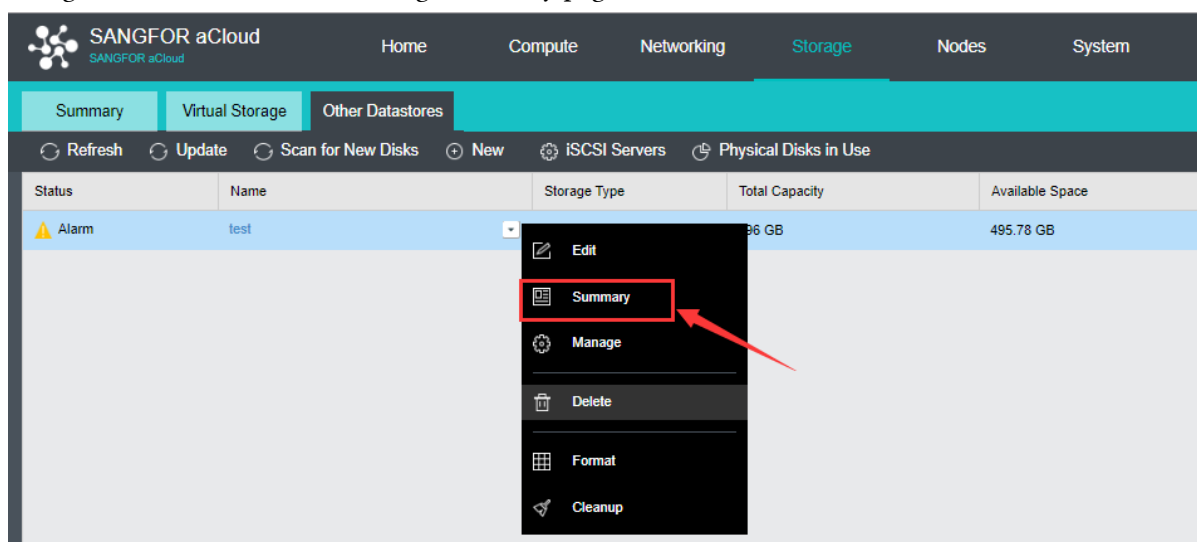 SANGFOR aCloud
SANGFOR aCloud
Home Compute Networking Storage Nodes System
Summary Virtual Storage Other Datastores
Refresh Update Scan for New Disks New iSCSI Servers Physical Disks in Use
Status Name Storage Type Total Capacity Available Space
Alarm test 96 GB 495.78 GB
Edit
Summary
Manage
Delete
Format
Cleanup